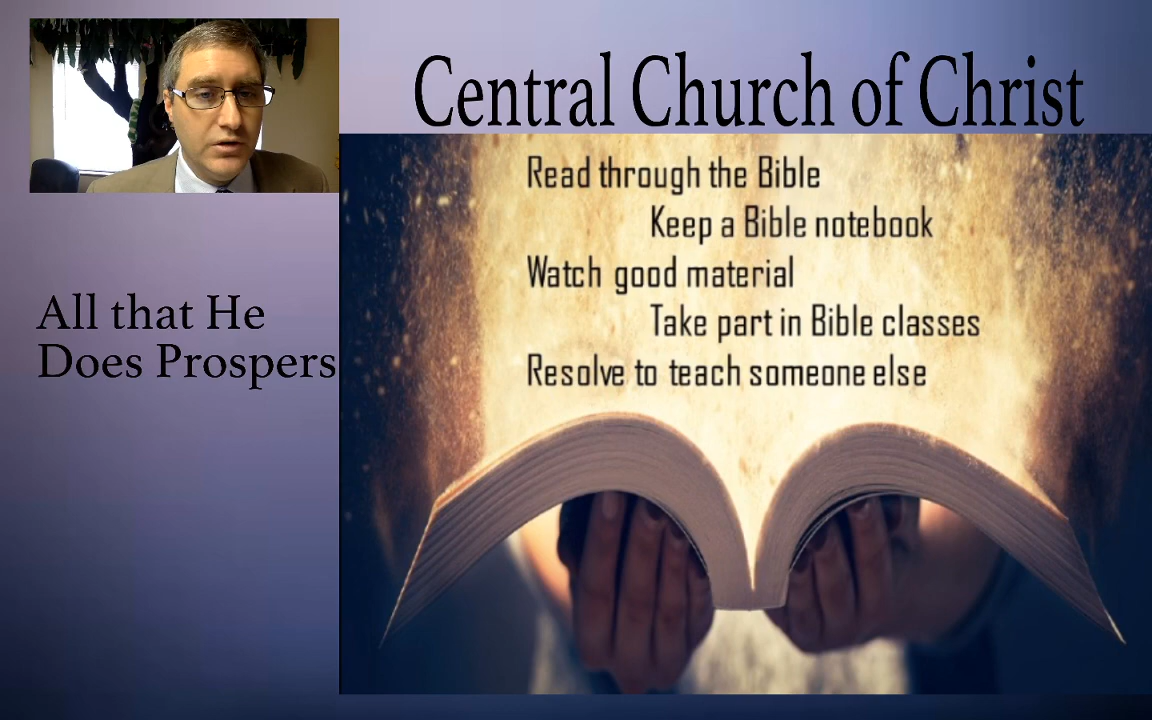 Central Church of Christ
Read through the Bible
Keep a Bible notebook
Watch good material
Take part in Bible classes
Resolve to teach someone else
All that He
Does Prospers